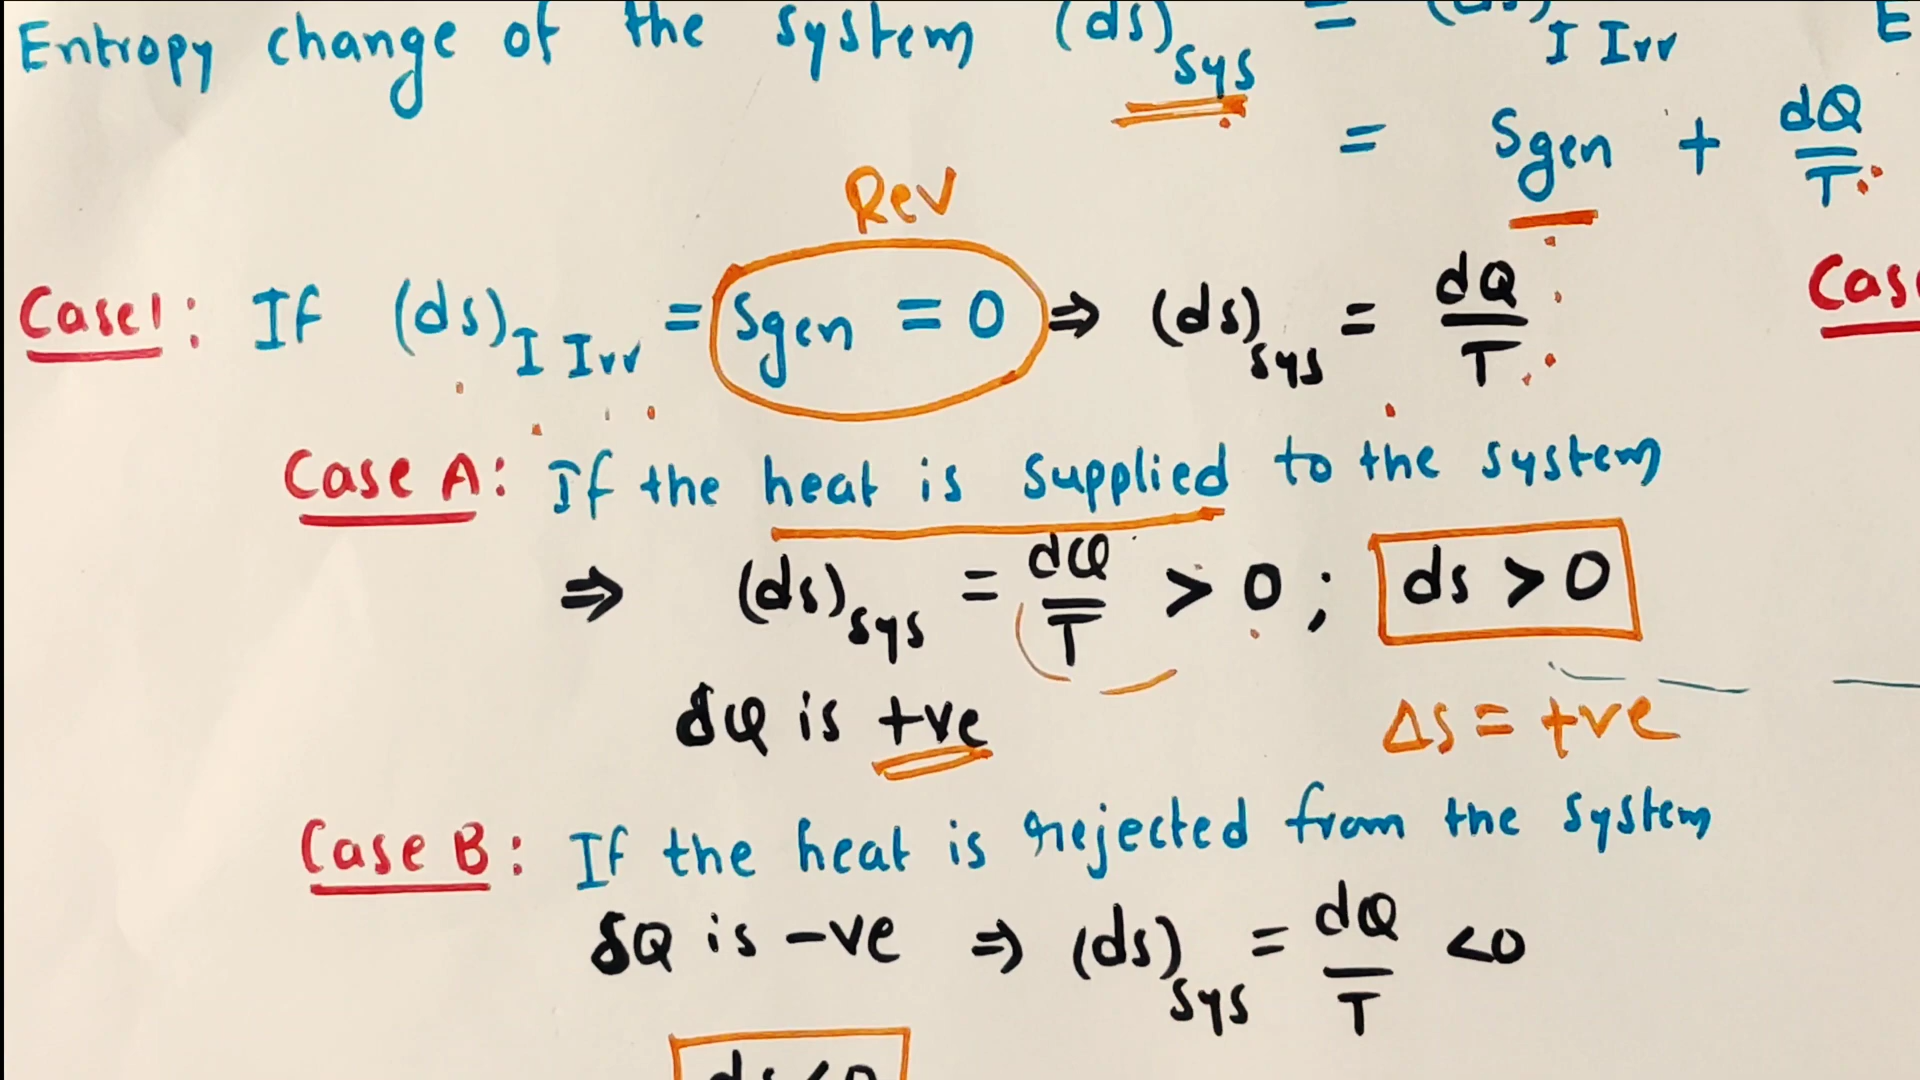 Entropy change of the system (ds)sys = (ds)I Irr
= Sgen + dQ/T
Rev
Case1: If (ds)I Irr = Sgen = 0 ⇒ (ds)sys = dQ/T
Case A: If the heat is supplied to the system
⇒ (ds)sys = dQ/T > 0 ; ds > 0
δQ is +ve
Δs = +ve
Case B: If the heat is rejected from the system
δQ is -ve ⇒ (ds)sys = dQ/T <0
ds <0